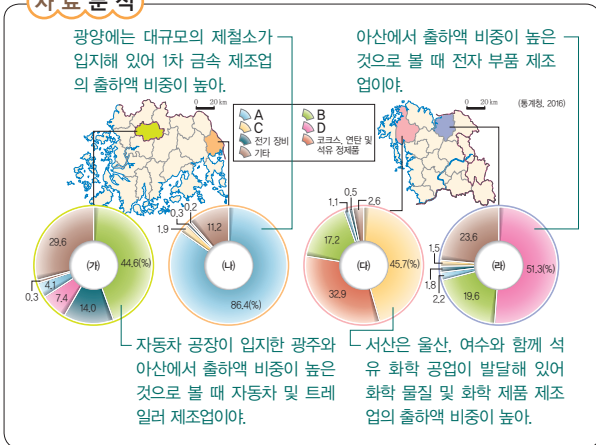 자료분석
광양에는 대규모의 제철소가
입지해 있어 1차 금속 제조업
의 출하액 비중이 높아.
아산에서 출하액 비중이 높은
것으로 볼 때 전자 부품 제조
업이야.
0 20 km
A
B
C
D
전기 장비
코크스, 연탄 및
석유 정제품
기타
0 20 km
(통계청, 2016)
(가)
44.6(%)
14.0
7.4
4.1
0.3
29.6
(나)
86.4(%)
1.9
0.3
0.2
11.2
(다)
45.7(%)
32.9
17.2
1.1
0.5
2.6
(라)
51.3(%)
19.6
2.2
1.8
1.5
23.6
자동차 공장이 입지한 광주와
아산에서 출하액 비중이 높은
것으로 볼 때 자동차 및 트레
일러 제조업이야.
서산은 울산, 여수와 함께 석
유 화학 공업이 발달해 있어
화학 물질 및 화학 제품 제조
업의 출하액 비중이 높아.